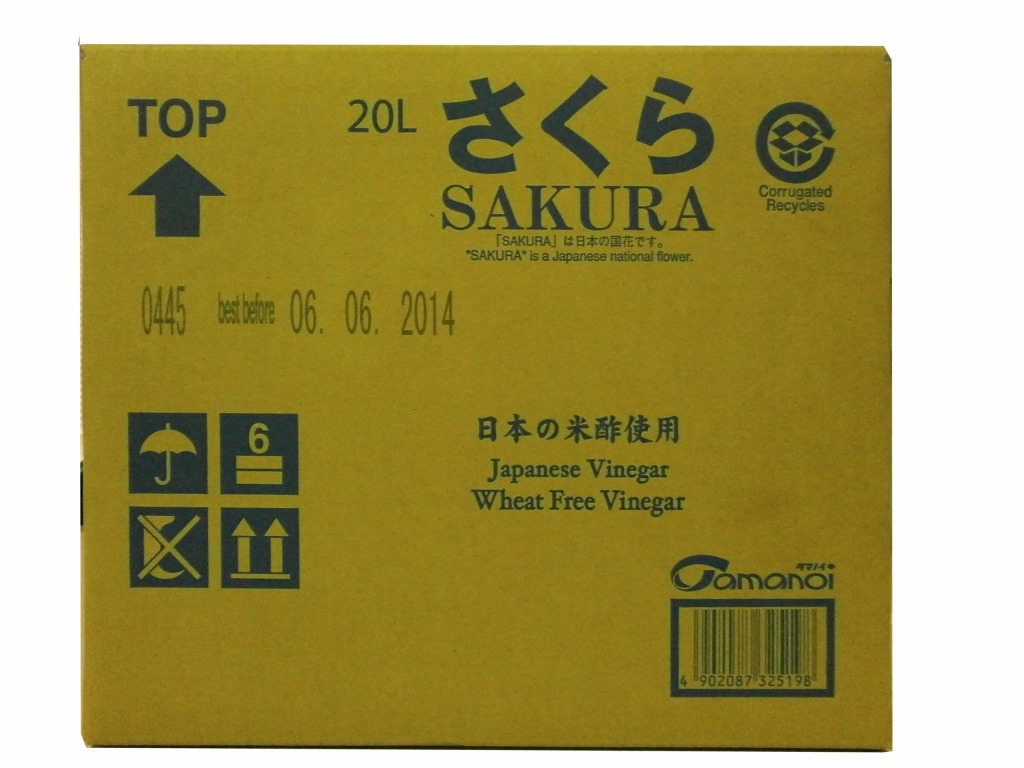 TOP
20L
さくら
SAKURA
「SAKURA」は日本の国花です。
"SAKURA" is a Japanese national flower.
Corrugated
Recycles
0445 best before 06. 06. 2014
6
日本の米酢使用
Japanese Vinegar
Wheat Free Vinegar
タマノイ
Tamanoi
4 902087 325198